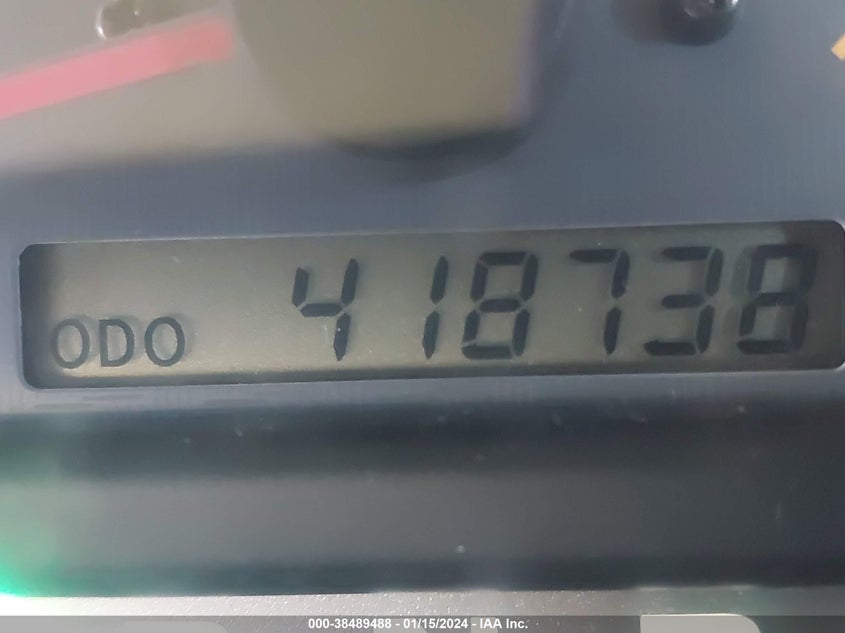 ODO 418738
000-38489488 - 01/15/2024 - IAA Inc.